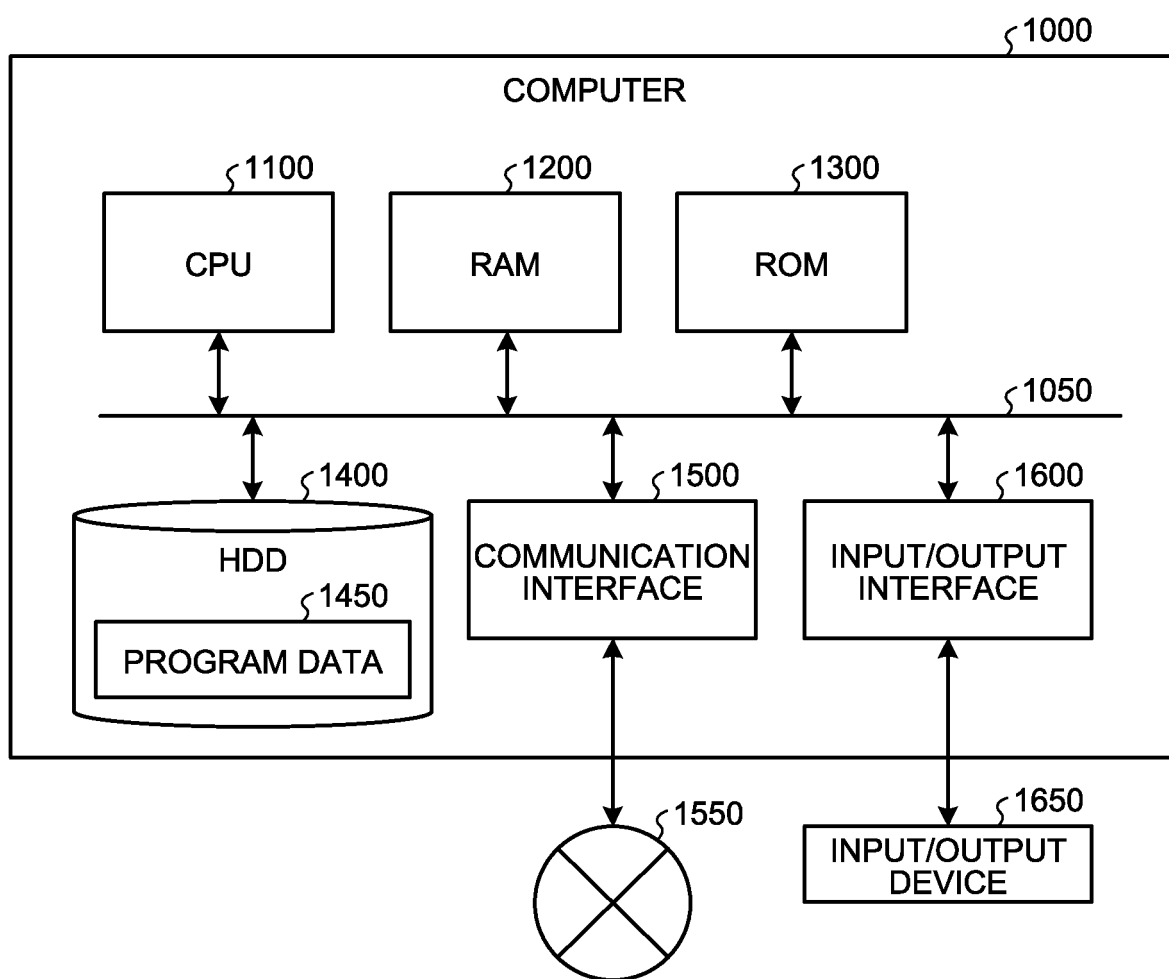 1000
COMPUTER
1100
1200
1300
CPU
RAM
ROM
1050
1400
1500
1600
HDD
COMMUNICATION
INTERFACE
INPUT/OUTPUT
INTERFACE
1450
PROGRAM DATA
1550
1650
INPUT/OUTPUT
DEVICE